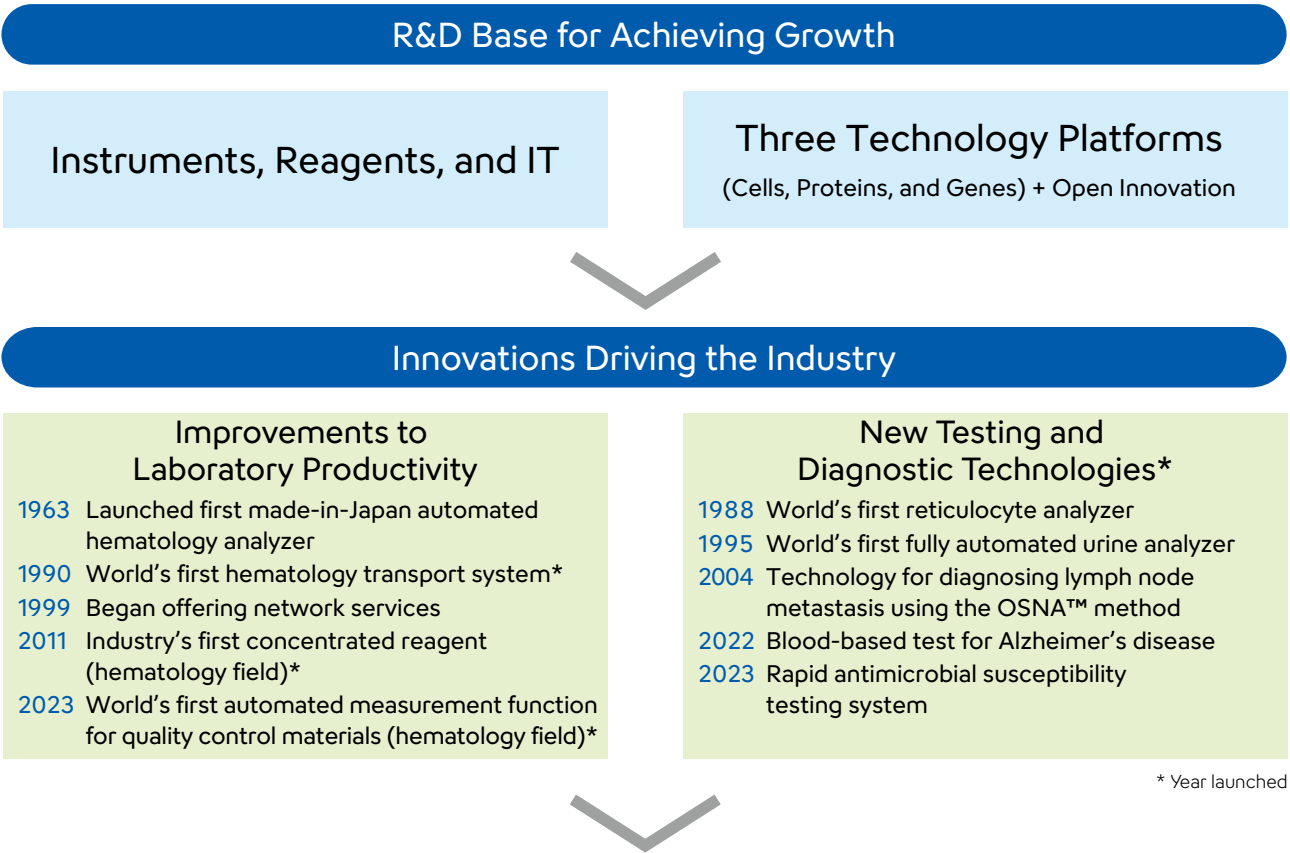 R&D Base for Achieving Growth
Instruments, Reagents, and IT
Three Technology Platforms
(Cells, Proteins, and Genes) + Open Innovation
Innovations Driving the Industry
Improvements to
Laboratory Productivity
1963 Launched first made-in-Japan automated
hematology analyzer
1990 World’s first hematology transport system*
1999 Began offering network services
2011 Industry’s first concentrated reagent
(hematology field)*
2023 World’s first automated measurement function
for quality control materials (hematology field)*
New Testing and
Diagnostic Technologies*
1988 World’s first reticulocyte analyzer
1995 World’s first fully automated urine analyzer
2004 Technology for diagnosing lymph node
metastasis using the OSNA™ method
2022 Blood-based test for Alzheimer’s disease
2023 Rapid antimicrobial susceptibility
testing system
* Year launched